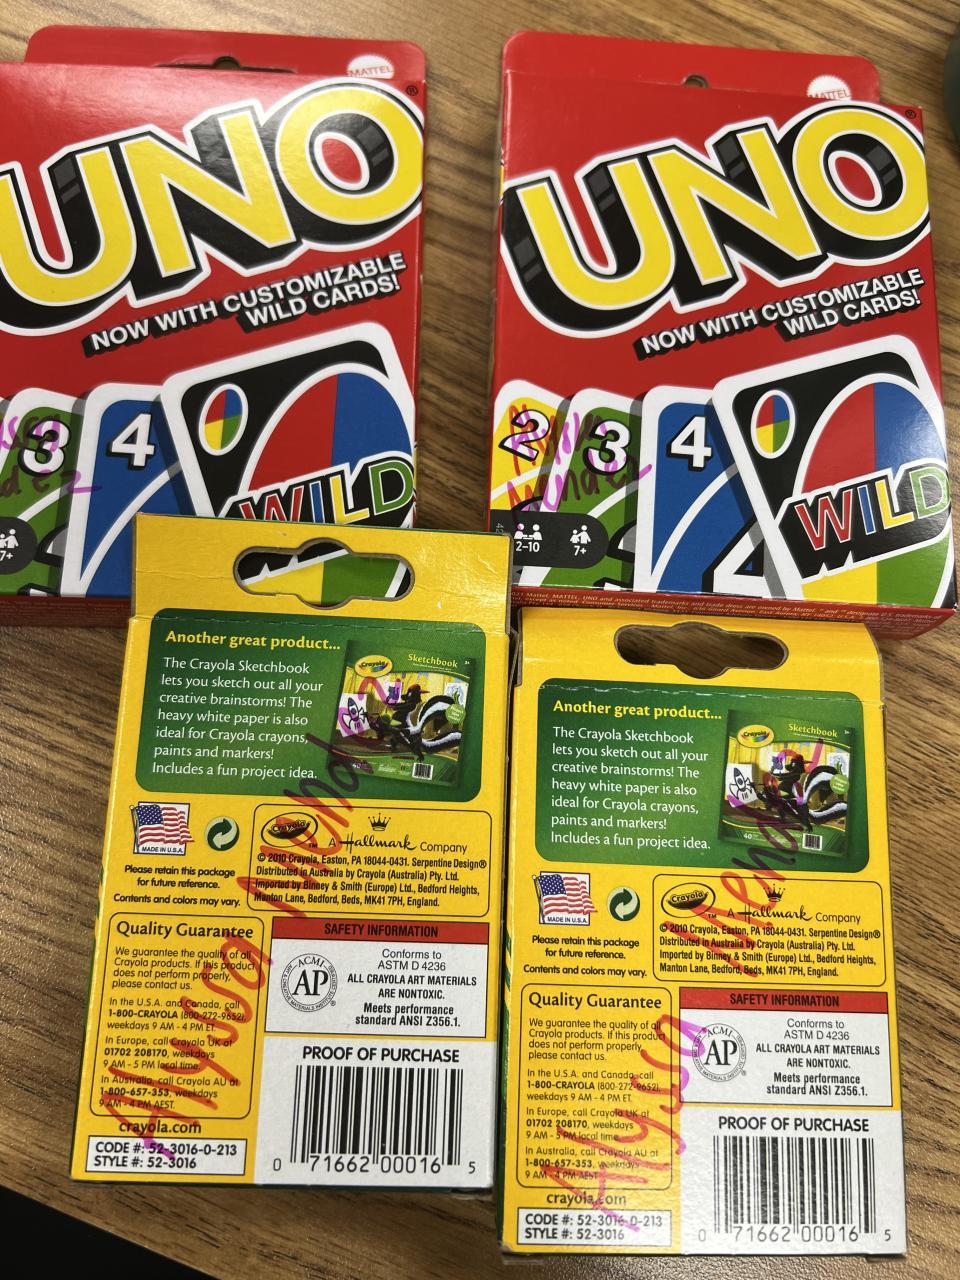 MATTEL
UNO®
NOW WITH CUSTOMIZABLE
WILD CARDS!
3
4
WILD
7+
MATTEL
UNO®
NOW WITH CUSTOMIZABLE
WILD CARDS!
2
3
4
WILD
2-10
7+
Another great product...
The Crayola Sketchbook
lets you sketch out all your
creative brainstorms! The
heavy white paper is also
ideal for Crayola crayons,
paints and markers!
Includes a fun project idea.
Crayola
Sketchbook
MADE IN U.S.A.
Please retain this package
for future reference.
Contents and colors may vary.
Crayola™ A Hallmark Company
© 2010 Crayola, Easton, PA 18044-0431. Serpentine Design®
Distributed in Australia by Crayola (Australia) Pty. Ltd.
Imported by Binney & Smith (Europe) Ltd., Bedford Heights,
Manton Lane, Bedford, Beds, MK41 7PH, England.
Quality Guarantee
We guarantee the quality of all
Crayola products. If this product
does not perform properly,
please contact us.
In the U.S.A. and Canada, call
1-800-CRAYOLA (800-272-9652),
weekdays 9 AM - 4 PM ET.
In Europe, call Crayola UK at
01702 208170, weekdays
9 AM - 5 PM local time.
In Australia, call Crayola AU at
1-800-657-353, weekdays
9 AM - 4 PM AEST.
crayola.com
CODE #: 52-3016-0-213
STYLE #: 52-3016
SAFETY INFORMATION
ACMI
AP
Conforms to
ASTM D 4236
ALL CRAYOLA ART MATERIALS
ARE NONTOXIC.
Meets performance
standard ANSI Z356.1.
PROOF OF PURCHASE
0 71662 00016 5
Alyssa Mendez
Another great product...
The Crayola Sketchbook
lets you sketch out all your
creative brainstorms! The
heavy white paper is also
ideal for Crayola crayons,
paints and markers!
Includes a fun project idea.
Crayola
Sketchbook
MADE IN U.S.A.
Please retain this package
for future reference.
Contents and colors may vary.
Crayola™ A Hallmark Company
© 2010 Crayola, Easton, PA 18044-0431. Serpentine Design®
Distributed in Australia by Crayola (Australia) Pty. Ltd.
Imported by Binney & Smith (Europe) Ltd., Bedford Heights,
Manton Lane, Bedford, Beds, MK41 7PH, England.
Quality Guarantee
We guarantee the quality of all
Crayola products. If this product
does not perform properly,
please contact us.
In the U.S.A. and Canada, call
1-800-CRAYOLA (800-272-9652),
weekdays 9 AM - 4 PM ET.
In Europe, call Crayola UK at
01702 208170, weekdays
9 AM - 5 PM local time.
In Australia, call Crayola AU at
1-800-657-353, weekdays
9 AM - 4 PM AEST.
crayola.com
CODE #: 52-3016-0-213
STYLE #: 52-3016
SAFETY INFORMATION
ACMI
AP
Conforms to
ASTM D 4236
ALL CRAYOLA ART MATERIALS
ARE NONTOXIC.
Meets performance
standard ANSI Z356.1.
PROOF OF PURCHASE
0 71662 00016 5
Alyssa Mendez